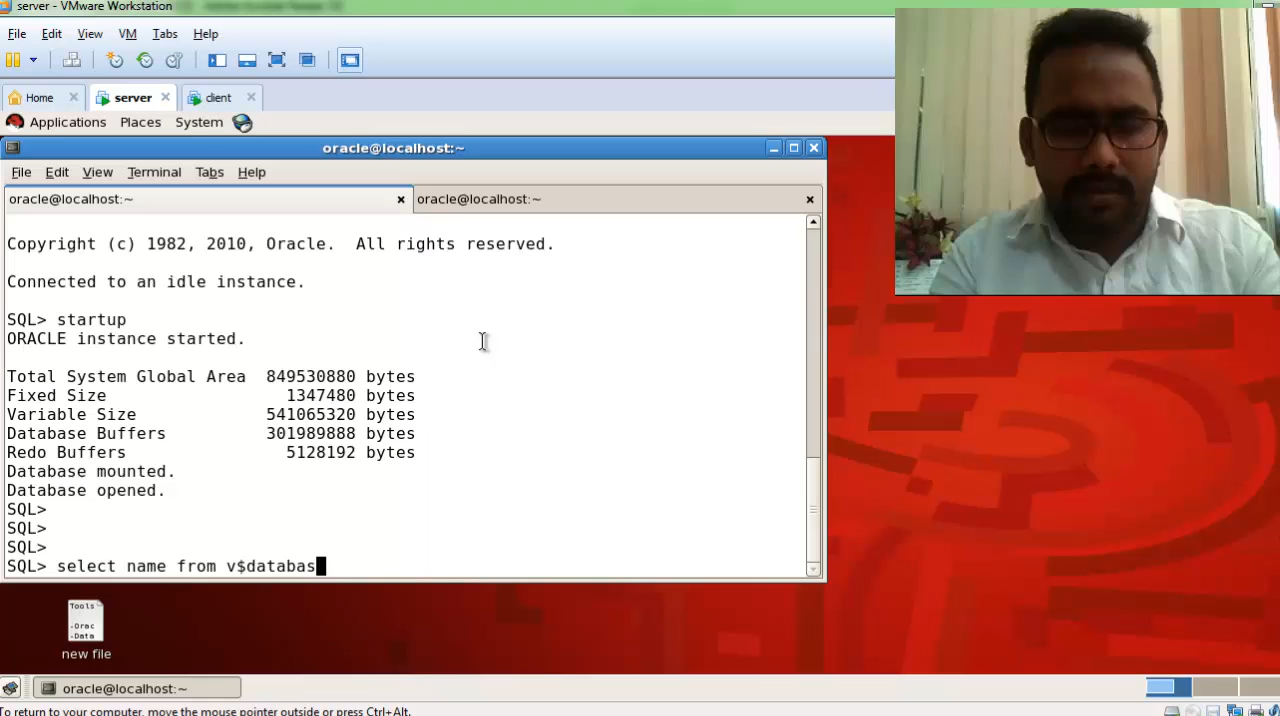 server - VMware Workstation
File Edit View VM Tabs Help
Home server client
Applications Places System
oracle@localhost:~
File Edit View Terminal Tabs Help
oracle@localhost:~ oracle@localhost:~
Copyright (c) 1982, 2010, Oracle. All rights reserved.
Connected to an idle instance.
SQL> startup
ORACLE instance started.
Total System Global Area 849530880 bytes
Fixed Size 1347480 bytes
Variable Size 541065320 bytes
Database Buffers 301989888 bytes
Redo Buffers 5128192 bytes
Database mounted.
Database opened.
SQL>
SQL>
SQL>
SQL> select name from v$databas
Tools
-Orac
-Data
new file
oracle@localhost:~
To return to your computer, move the mouse pointer outside or press Ctrl+Alt.